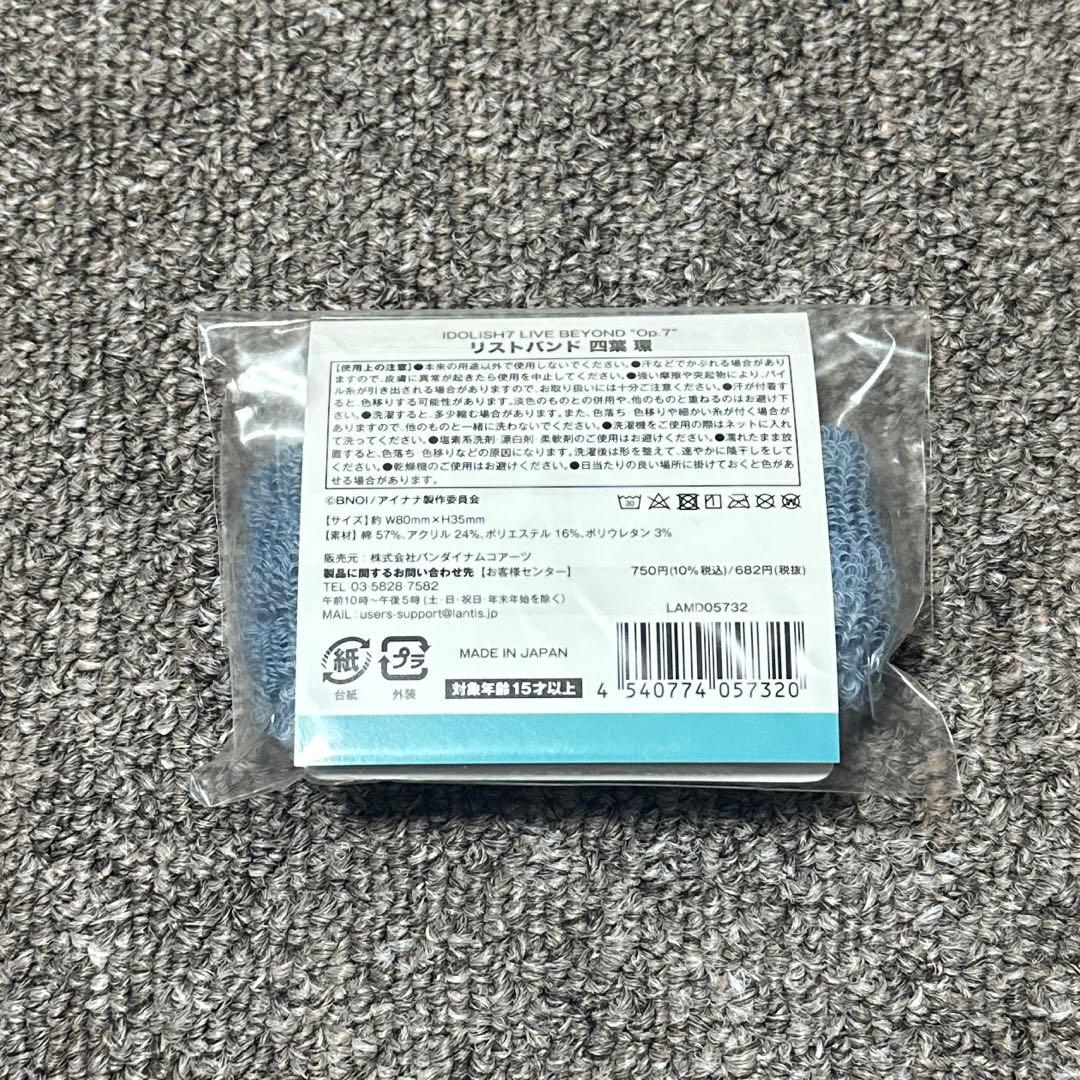 IDOLiSH7 LIVE BEYOND "Op.7"
リストバンド 四葉 環
【使用上の注意】●本来の用途以外で使用しないでください。●汗などでかぶれる場合があり
ますので、皮膚に異常が起きたら使用を中止してください。●強い摩擦や突起物により、パイ
ル糸が引き出される場合がありますので、お取り扱いには十分ご注意ください。●汗が付着す
ると、色移りする可能性があります。淡色のものとの併用や、他のものと重ねるのはお避け下
さい。●洗濯すると、多少縮む場合があります。また、色落ち・色移りや細かい糸が付く場合が
ありますので、他のものと一緒に洗わないでください。●洗濯機をご使用の際はネットに入れ
て洗ってください。●塩素系洗剤・漂白剤・柔軟剤のご使用はお避けください。●濡れたまま放
置すると、色落ち・色移りなどの原因になります。洗濯後は形を整えて、速やかに陰干しをして
ください。●乾燥機のご使用はお避けください。●日当たりの良い場所に掛けておくと色があ
せる場合があります。
©BNOI/アイナナ製作委員会
30
【サイズ】約 W80mm×H35mm
【素材】綿 57%、アクリル 24%、ポリエステル 16%、ポリウレタン 3%
販売元：株式会社バンダイナムコアーツ
製品に関するお問い合わせ先【お客様センター】
750円(10%税込)/682円(税抜)
TEL 03-5828-7582
午前10時〜午後5時(土・日・祝日・年末年始を除く)
MAIL：users-support@lantis.jp
LAMD05732
紙
台紙
プラ
外装
MADE IN JAPAN
対象年齢15才以上
4 540774 057320